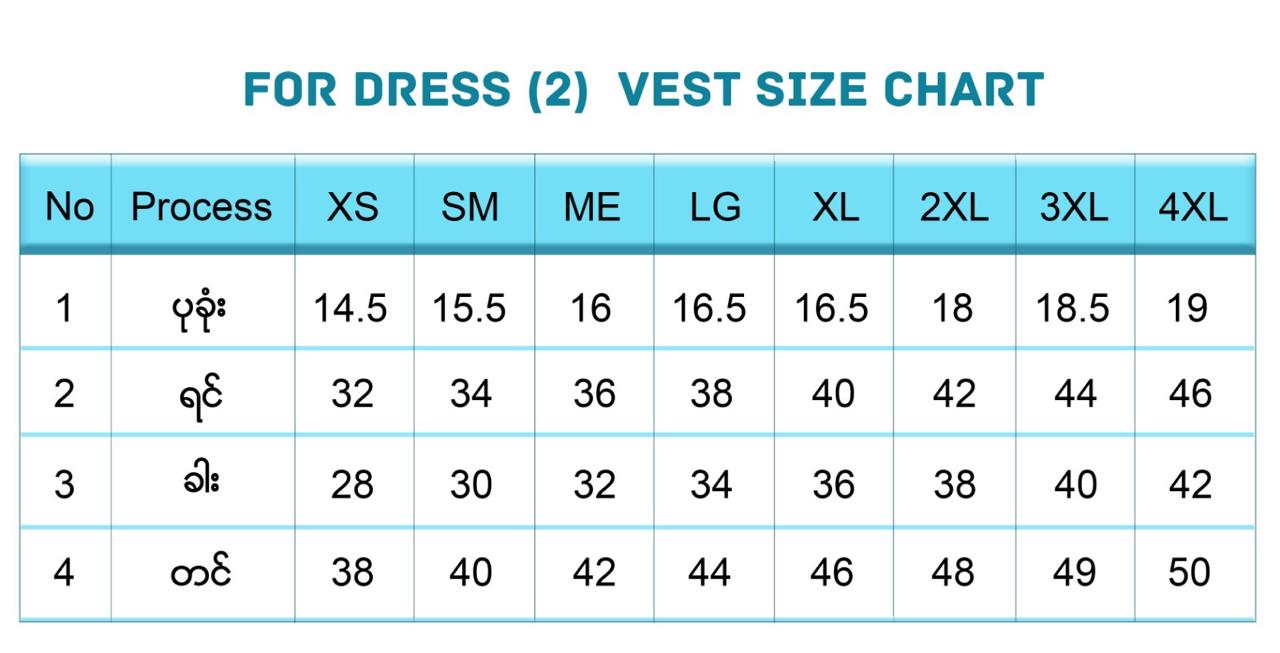 FOR DRESS (2) VEST SIZE CHART
No Process XS SM ME LG XL 2XL 3XL 4XL
1 ပုခုံး 14.5 15.5 16 16.5 16.5 18 18.5 19
2 ရင် 32 34 36 38 40 42 44 46
3 ခါး 28 30 32 34 36 38 40 42
4 တင် 38 40 42 44 46 48 49 50